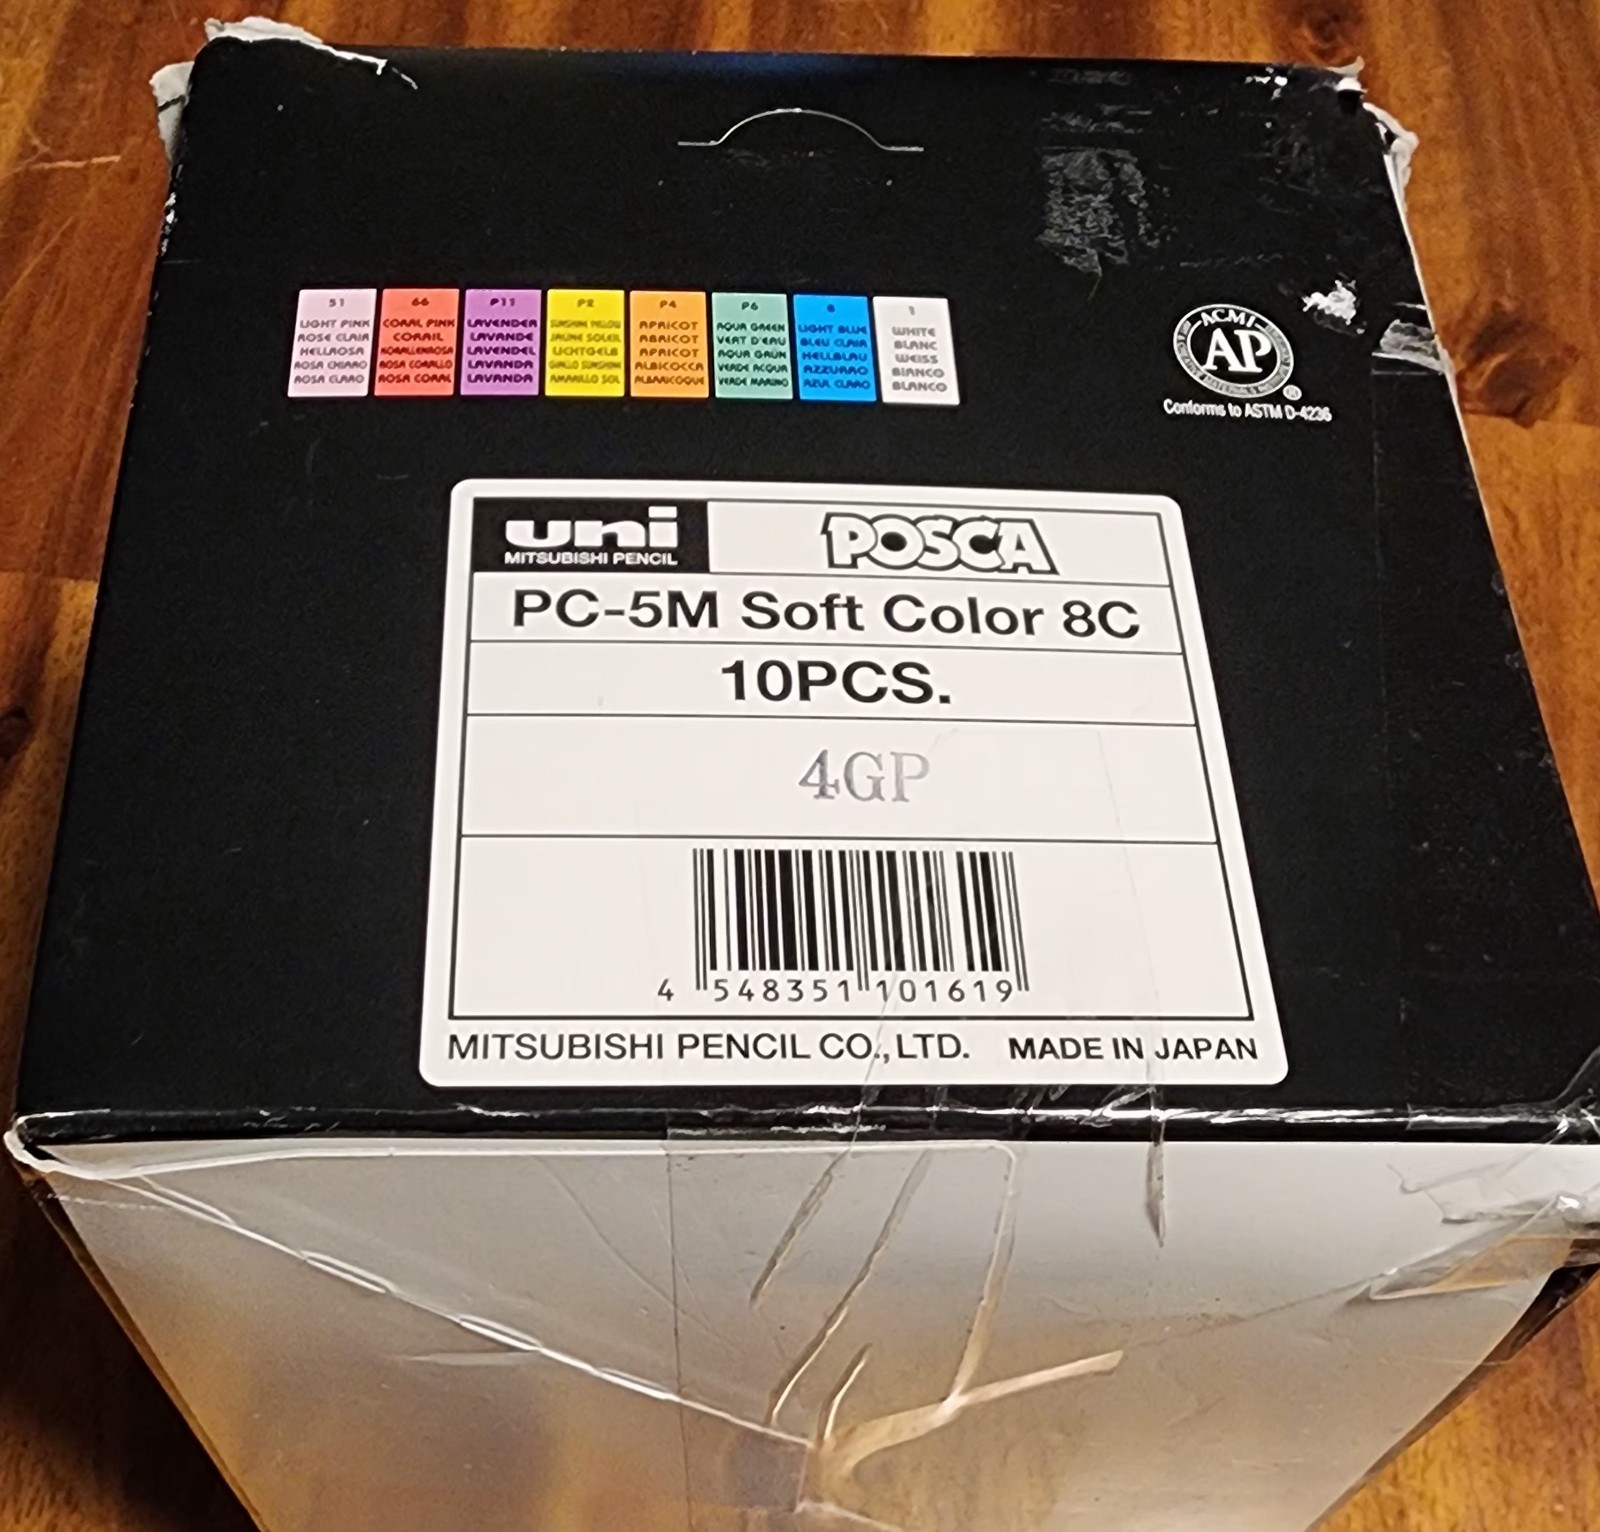 51
LIGHT PINK
ROSE CLAIR
HELLROSA
ROSA CHIARO
ROSA CLARO
66
CORAL PINK
CORAIL
KORALLENROSA
ROSA CORALLO
ROSA CORAL
P11
LAVENDER
LAVANDE
LAVENDEL
LAVANDA
LAVANDA
P2
SUNSHINE YELLOW
JAUNE SOLEIL
LICHTGELB
GIALLO SUNSHINE
AMARILLO SOL
P4
APRICOT
ABRICOT
APRICOT
ALBICOCCA
ALBARICOQUE
P6
AQUA GREEN
VERT D'EAU
AQUA GRÜN
VERDE ACQUA
VERDE MARINO
8
LIGHT BLUE
BLEU CLAIR
HELLBLAU
AZZURRO
AZUL CLARO
1
WHITE
BLANC
WEISS
BIANCO
BLANCO
ACMI
AP
Conforms to ASTM D-4236
uni
MITSUBISHI PENCIL
POSCA
PC-5M Soft Color 8C
10PCS.
4GP
4 548351 101619
MITSUBISHI PENCIL CO.,LTD. MADE IN JAPAN